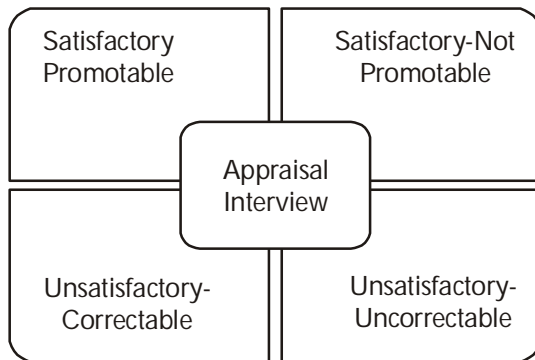 Satisfactory
Promotable
Satisfactory-Not
Promotable
Appraisal
Interview
Unsatisfactory-
Correctable
Unsatisfactory-
Uncorrectable